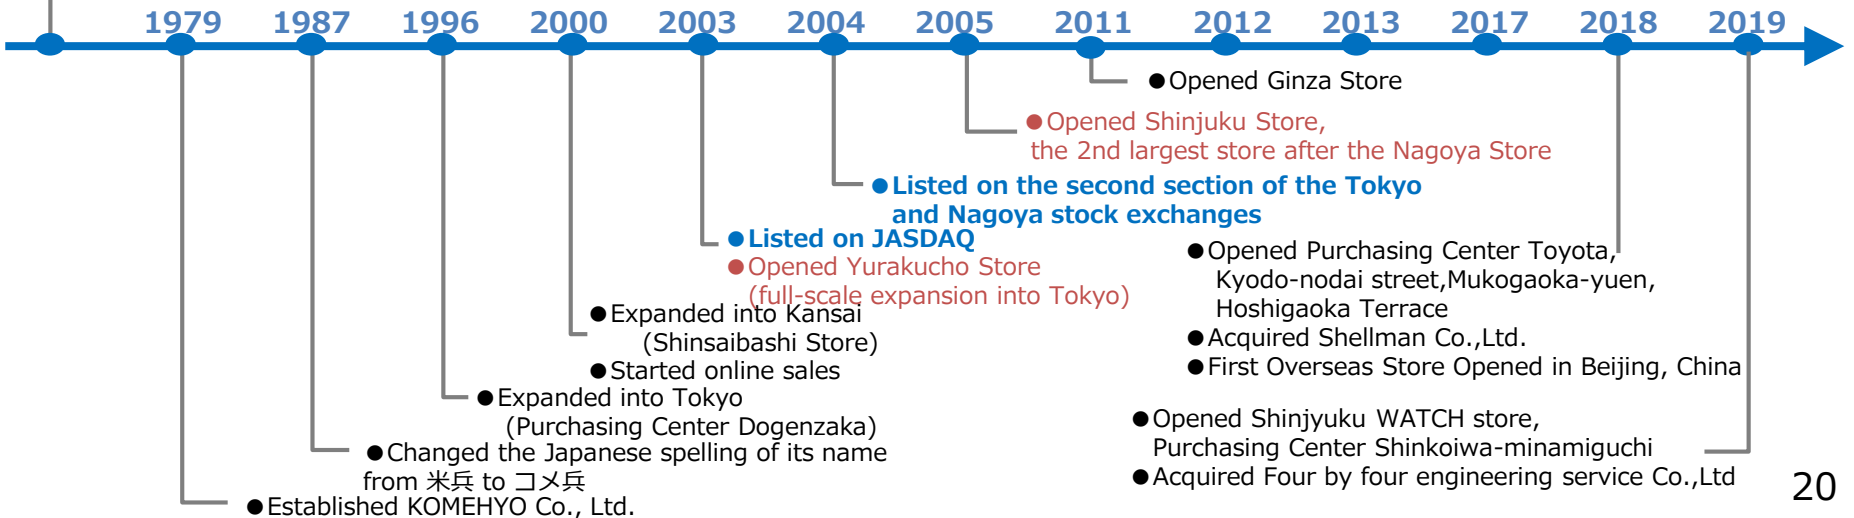 1979 1987 1996 2000 2003 2004 2005 2011 2012 2013 2017 2018 2019
●Opened Ginza Store
●Opened Shinjuku Store,
the 2nd largest store after the Nagoya Store
●Listed on the second section of the Tokyo
and Nagoya stock exchanges
●Listed on JASDAQ
●Opened Yurakucho Store
(full-scale expansion into Tokyo)
●Expanded into Kansai
(Shinsaibashi Store)
●Started online sales
●Expanded into Tokyo
(Purchasing Center Dogenzaka)
●Changed the Japanese spelling of its name
from 米兵 to コメ兵
●Established KOMEHYO Co., Ltd.
●Opened Purchasing Center Toyota,
Kyodo-nodai street,Mukogaoka-yuen,
Hoshigaoka Terrace
●Acquired Shellman Co.,Ltd.
●First Overseas Store Opened in Beijing, China
●Opened Shinjyuku WATCH store,
Purchasing Center Shinkoiwa-minamiguchi
●Acquired Four by four engineering service Co.,Ltd
20